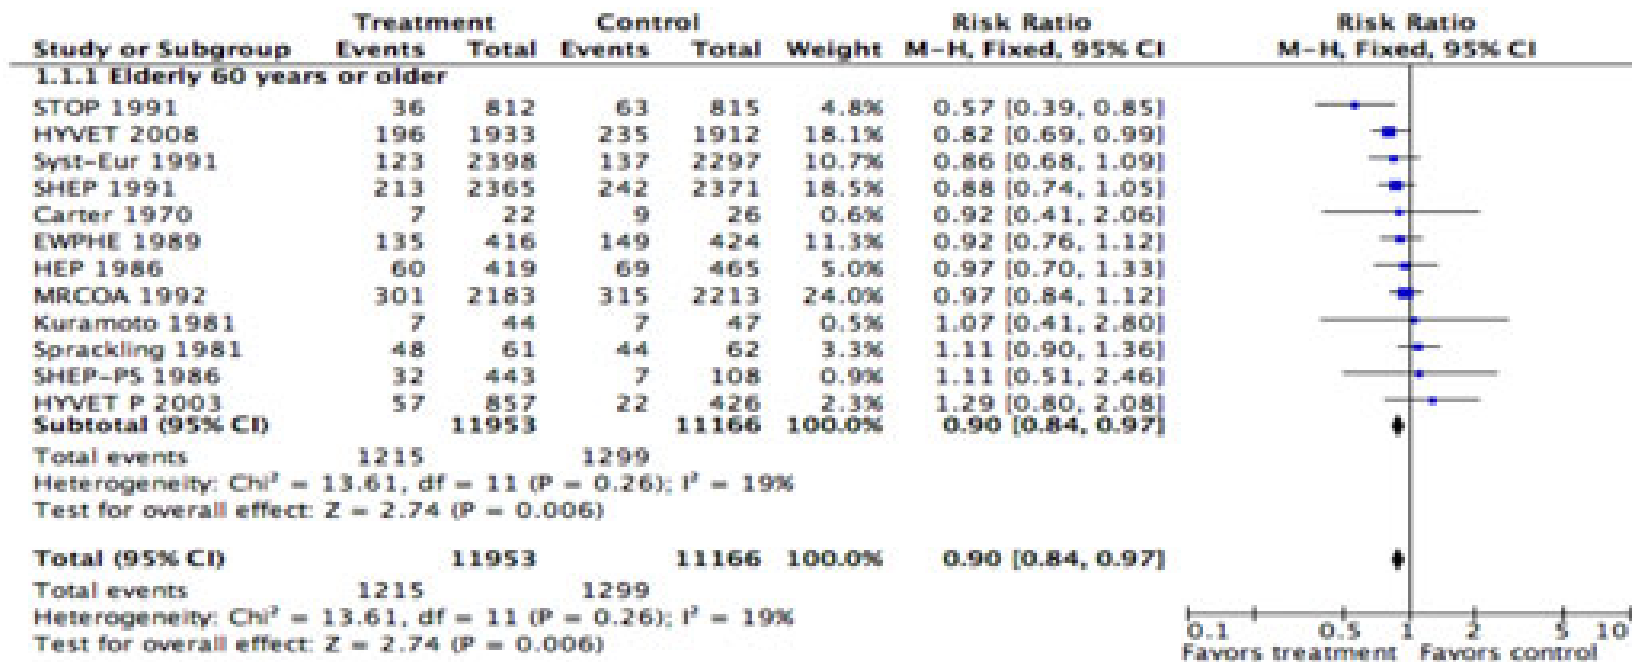 Treatment Control Risk Ratio Risk Ratio
Study or Subgroup Events Total Events Total Weight M-H, Fixed, 95% CI M-H, Fixed, 95% CI
1.1.1 Elderly 60 years or older
STOP 1991 36 812 63 815 4.8% 0.57 [0.39, 0.85]
HYVET 2008 196 1933 235 1912 18.1% 0.82 [0.69, 0.99]
Syst-Eur 1991 123 2398 137 2297 10.7% 0.86 [0.68, 1.09]
SHEP 1991 213 2365 242 2371 18.5% 0.88 [0.74, 1.05]
Carter 1970 7 22 9 26 0.6% 0.92 [0.41, 2.06]
EWPHE 1989 135 416 149 424 11.3% 0.92 [0.76, 1.12]
HEP 1986 60 419 69 465 5.0% 0.97 [0.70, 1.33]
MRCOA 1992 301 2183 315 2213 24.0% 0.97 [0.84, 1.12]
Kuramoto 1981 7 44 7 47 0.5% 1.07 [0.41, 2.80]
Sprackling 1981 48 61 44 62 3.3% 1.11 [0.90, 1.36]
SHEP-PS 1986 32 443 7 108 0.9% 1.11 [0.51, 2.46]
HYVET P 2003 57 857 22 426 2.3% 1.29 [0.80, 2.08]
Subtotal (95% CI) 11953 11166 100.0% 0.90 [0.84, 0.97]
Total events 1215 1299
Heterogeneity: Chi² = 13.61, df = 11 (P = 0.26); I² = 19%
Test for overall effect: Z = 2.74 (P = 0.006)
Total (95% CI) 11953 11166 100.0% 0.90 [0.84, 0.97]
Total events 1215 1299
Heterogeneity: Chi² = 13.61, df = 11 (P = 0.26); I² = 19%
Test for overall effect: Z = 2.74 (P = 0.006)
0.1 0.5 1 2 5 10
Favors treatment Favors control